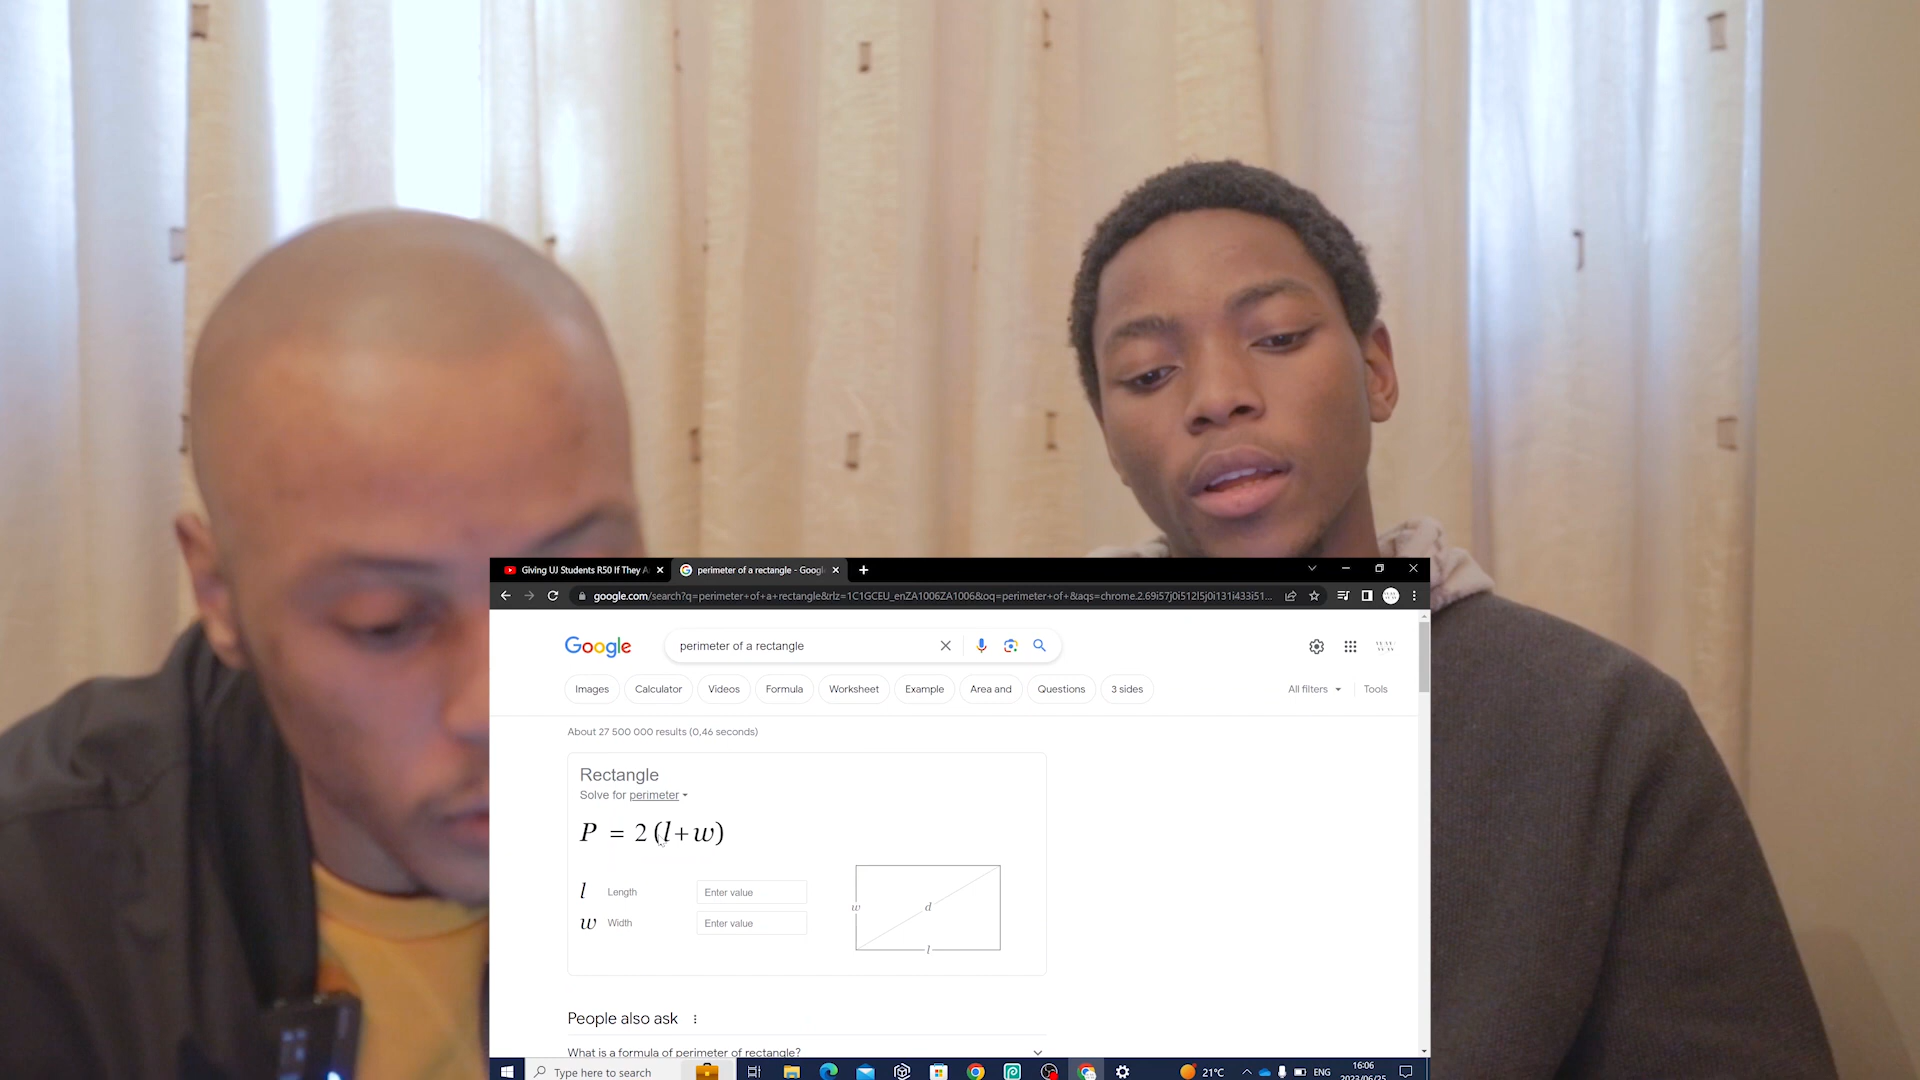 Giving UJ Students R50 If They A
perimeter of a rectangle - Googl
google.com/search?q=perimeter+of+a+rectangle&rlz=1C1GCEU_enZA1006ZA1006&oq=perimeter+of+&aqs=chrome.2.69i57j0i512l5j0i131i433i51...
Google
perimeter of a rectangle
Images
Calculator
Videos
Formula
Worksheet
Example
Area and
Questions
3 sides
All filters
Tools
About 27 500 000 results (0,46 seconds)
Rectangle
Solve for perimeter
P = 2 (l+w)
l Length Enter value
w Width Enter value
w
d
l
People also ask
What is a formula of perimeter of rectangle?
Type here to search
21°C
ENG
16:06
2023/06/25